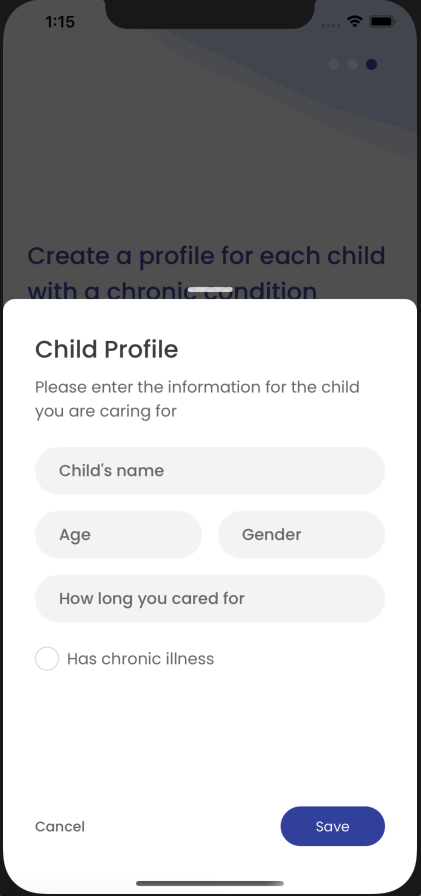 1:15
Create a profile for each child
with a chronic condition
Child Profile
Please enter the information for the child
you are caring for
Child's name
Age
Gender
How long you cared for
Has chronic illness
Cancel
Save